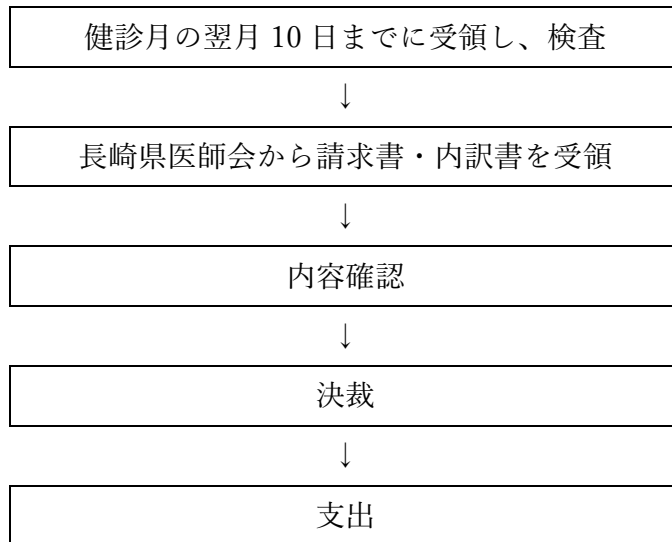 健診月の翌月 10 日までに受領し、検査
↓
長崎県医師会から請求書・内訳書を受領
↓
内容確認
↓
決裁
↓
支出